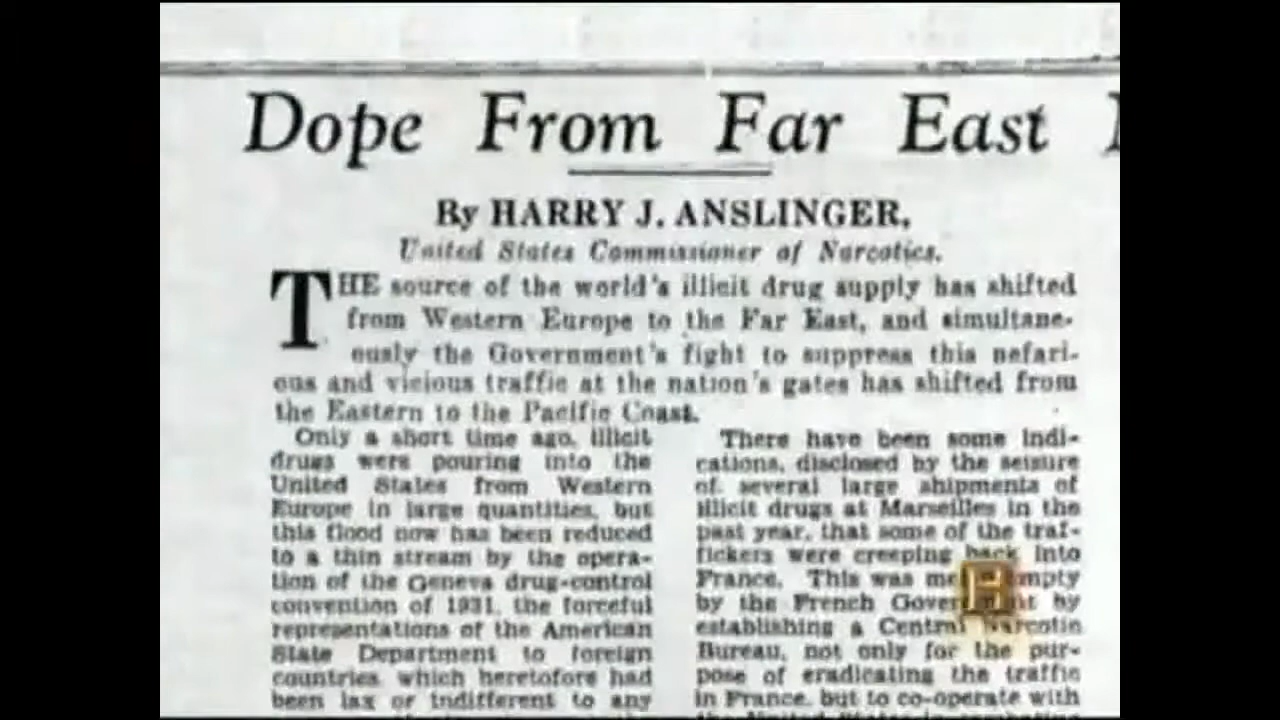 Dope From Far East
By HARRY J. ANSLINGER,
United States Commissioner of Narcotics.
THE source of the world's illicit drug supply has shifted
from Western Europe to the Far East, and simultane-
ously the Government's fight to suppress this nefari-
ous and vicious traffic at the nation's gates has shifted from
the Eastern to the Pacific Coast.
Only a short time ago, illicit
drugs were pouring into the
United States from Western
Europe in large quantities, but
this flood now has been reduced
to a thin stream by the opera-
tion of the Geneva drug-control
convention of 1931, the forceful
representations of the American
State Department to foreign
countries, which heretofore had
been lax or indifferent to any
There have been some indi-
cations, disclosed by the seizure
of several large shipments of
illicit drugs at Marseilles in the
past year, that some of the traf-
fickers were creeping back into
France. This was
by the French by
establishing a Central Narcotic
Bureau, not only for the pur-
pose of eradicating the traffic
in France, but to co-operate with
H